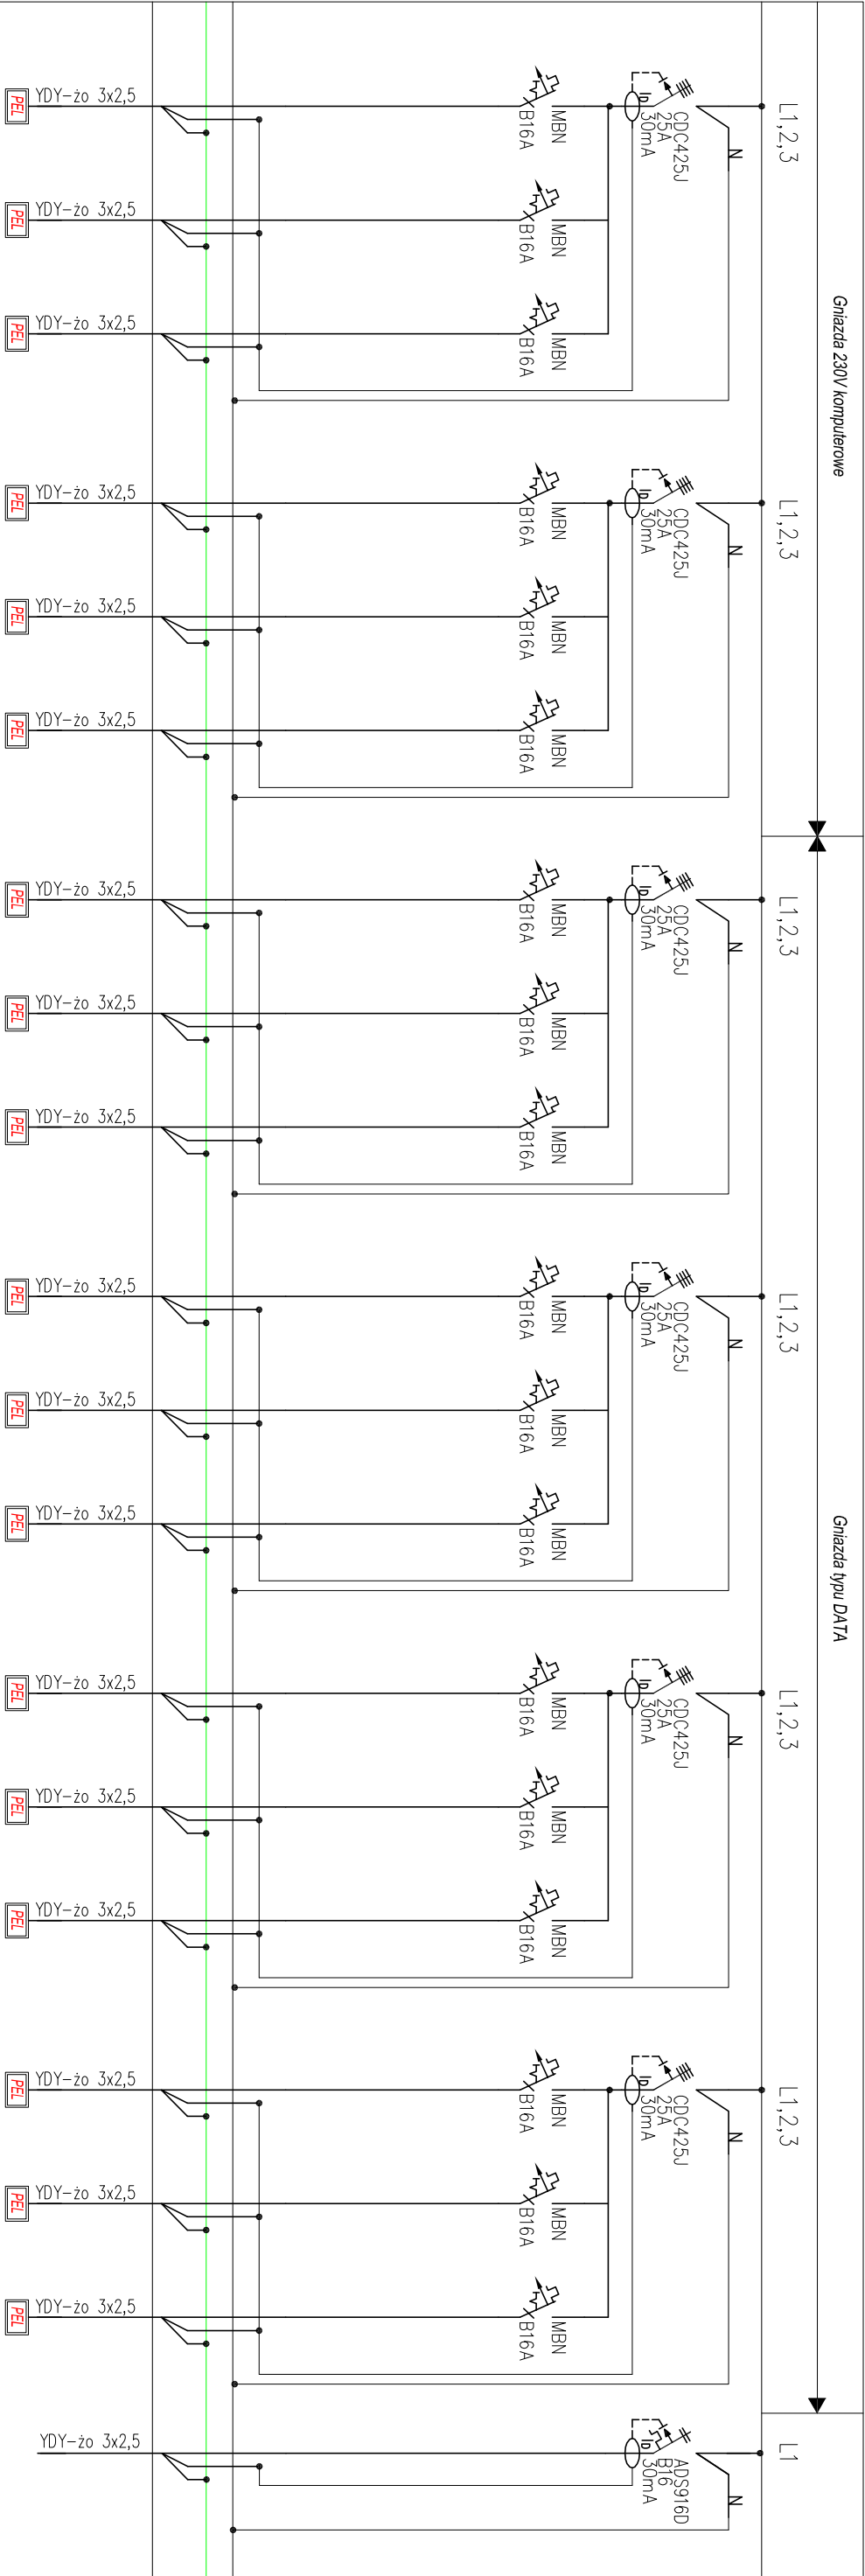 Gniazda 230V komputerowe
L1,2,3
N
CDC425J
25A
ID
30mA
MBN
B16A
MBN
B16A
MBN
B16A
YDY-żo 3x2,5
YDY-żo 3x2,5
YDY-żo 3x2,5
PEL
PEL
PEL
L1,2,3
N
CDC425J
25A
ID
30mA
MBN
B16A
MBN
B16A
MBN
B16A
YDY-żo 3x2,5
YDY-żo 3x2,5
YDY-żo 3x2,5
PEL
PEL
PEL
Gniazda typu DATA
L1,2,3
N
CDC425J
25A
ID
30mA
MBN
B16A
MBN
B16A
MBN
B16A
YDY-żo 3x2,5
YDY-żo 3x2,5
YDY-żo 3x2,5
PEL
PEL
PEL
L1,2,3
N
CDC425J
25A
ID
30mA
MBN
B16A
MBN
B16A
MBN
B16A
YDY-żo 3x2,5
YDY-żo 3x2,5
YDY-żo 3x2,5
PEL
PEL
PEL
L1,2,3
N
CDC425J
25A
ID
30mA
MBN
B16A
MBN
B16A
MBN
B16A
YDY-żo 3x2,5
YDY-żo 3x2,5
YDY-żo 3x2,5
PEL
PEL
PEL
L1,2,3
N
CDC425J
25A
ID
30mA
MBN
B16A
MBN
B16A
MBN
B16A
YDY-żo 3x2,5
YDY-żo 3x2,5
YDY-żo 3x2,5
PEL
PEL
PEL
L1
N
ADS916D
B16
ID
30mA
YDY-żo 3x2,5